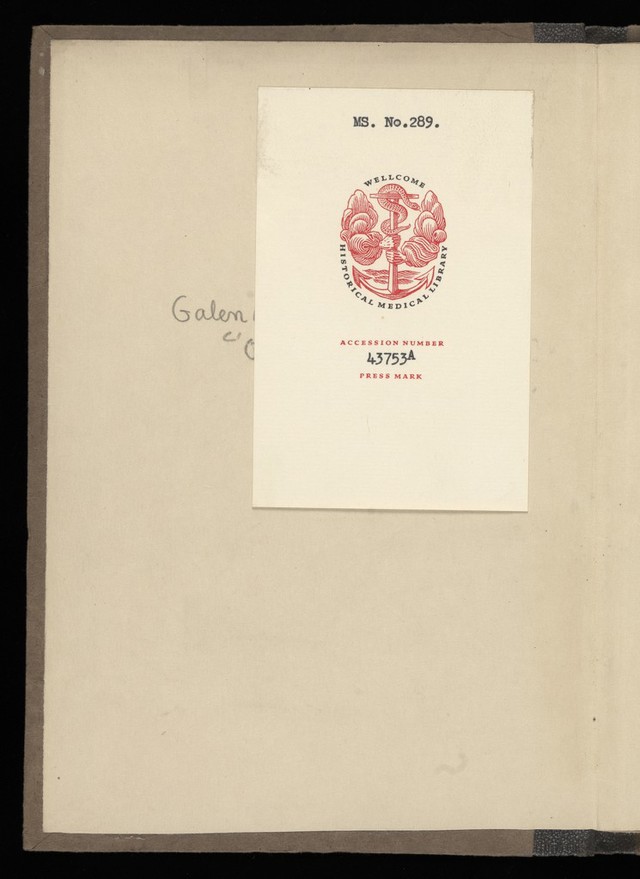 MS. No.289.
WELLCOME
HISTORICAL MEDICAL LIBRARY
Galen
ACCESSION NUMBER
43753A
PRESS MARK